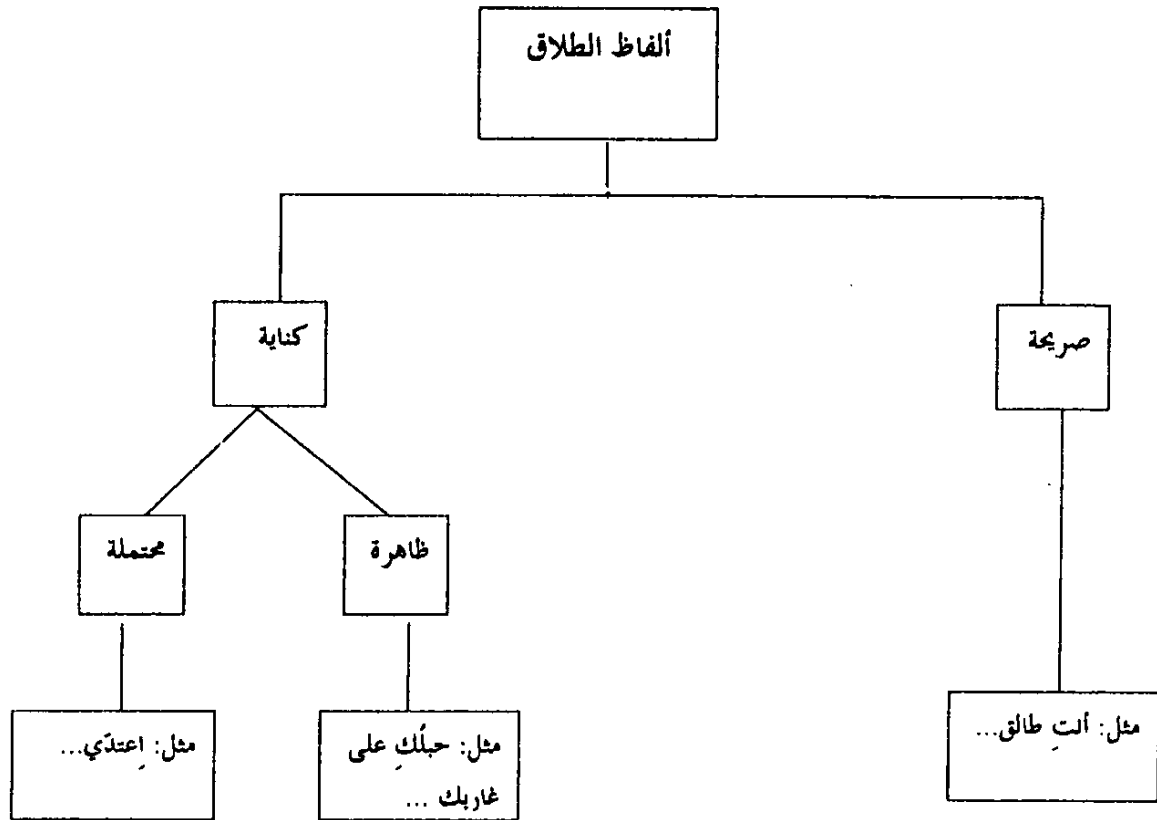 ألفاظ الطلاق
صريحة
كناية
ظاهرة
محتملة
مثل: أنتِ طالق...
مثل: حبلُكِ على
غاربك ...
مثل: اِعتدّي...